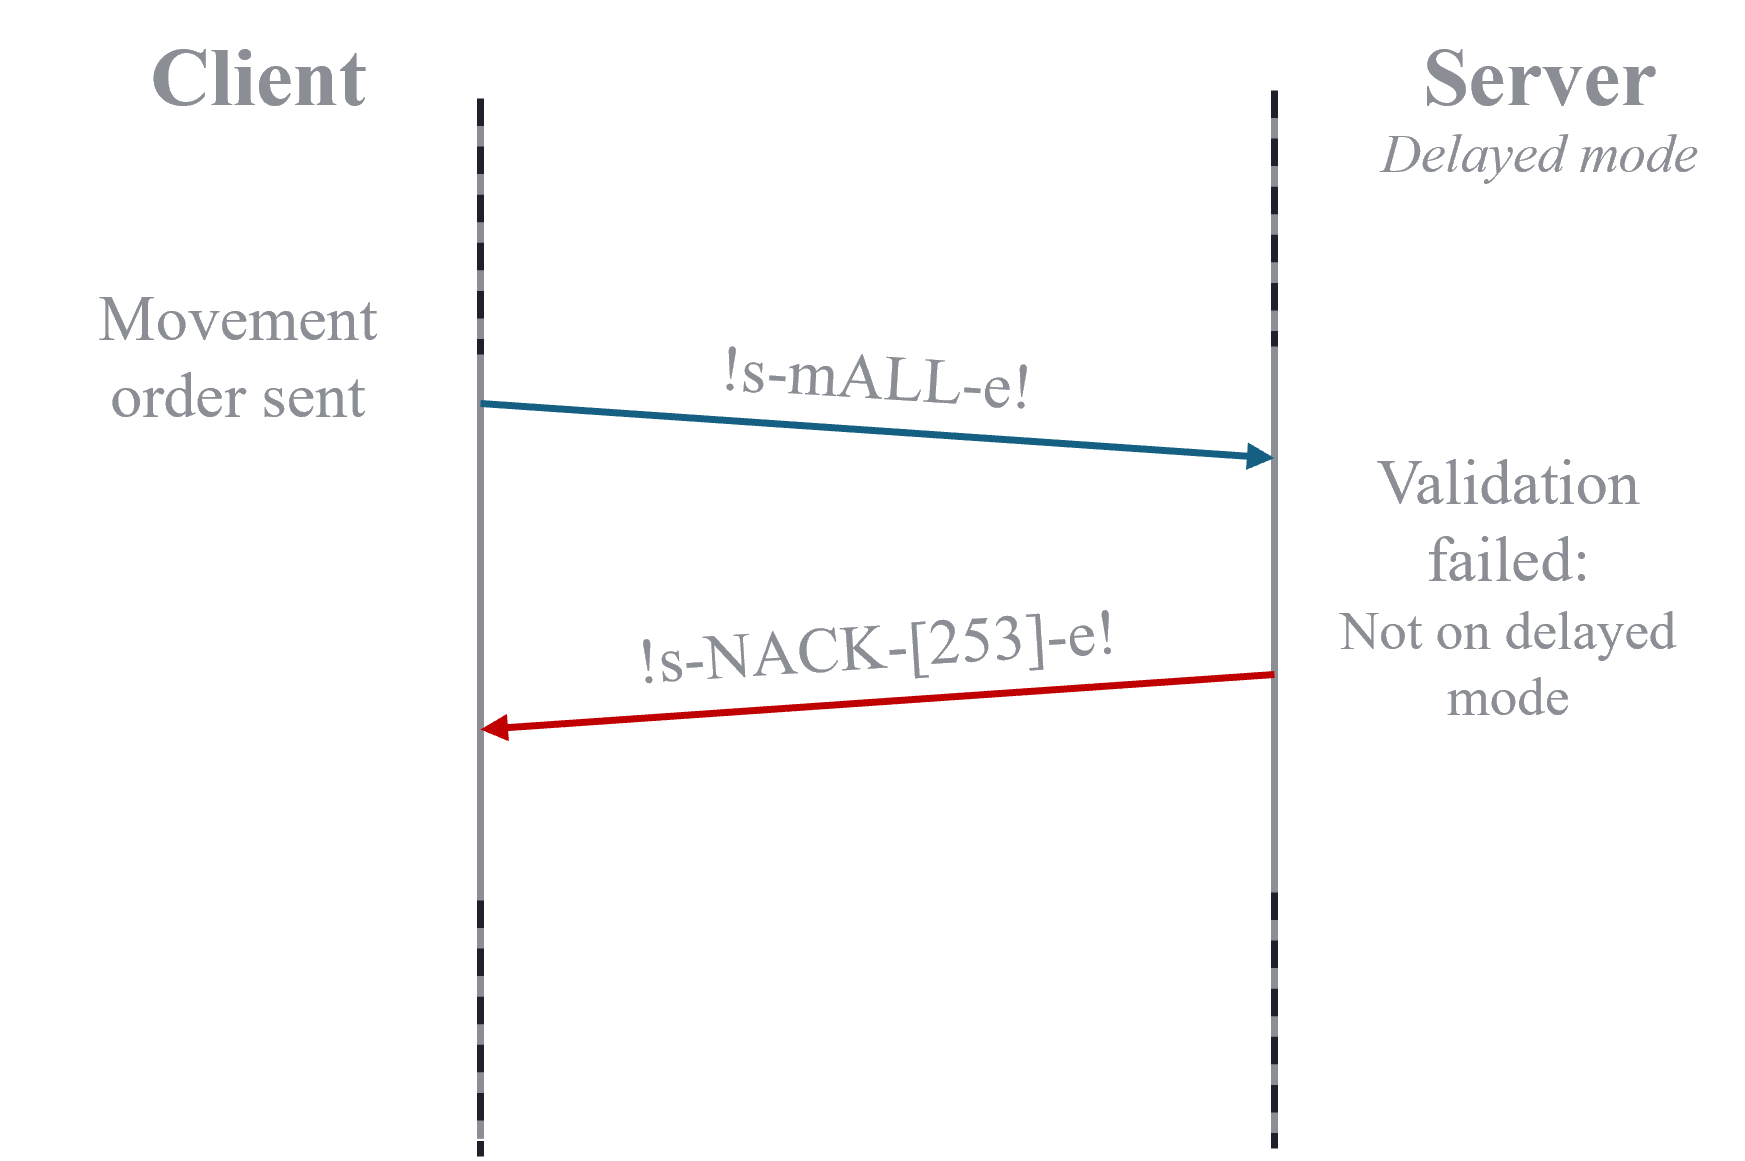 Client
Server
Delayed mode
Movement
order sent
!s-mALL-e!
Validation
failed:
Not on delayed
mode
!s-NACK-[253]-e!